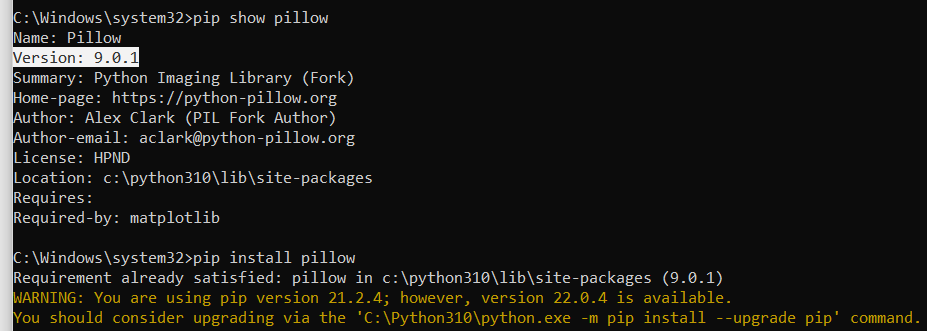 C:\Windows\system32>pip show pillow
Name: Pillow
Version: 9.0.1
Summary: Python Imaging Library (Fork)
Home-page: https://python-pillow.org
Author: Alex Clark (PIL Fork Author)
Author-email: aclark@python-pillow.org
License: HPND
Location: c:\python310\lib\site-packages
Requires:
Required-by: matplotlib
C:\Windows\system32>pip install pillow
Requirement already satisfied: pillow in c:\python310\lib\site-packages (9.0.1)
WARNING: You are using pip version 21.2.4; however, version 22.0.4 is available.
You should consider upgrading via the 'C:\Python310\python.exe -m pip install --upgrade pip' command.